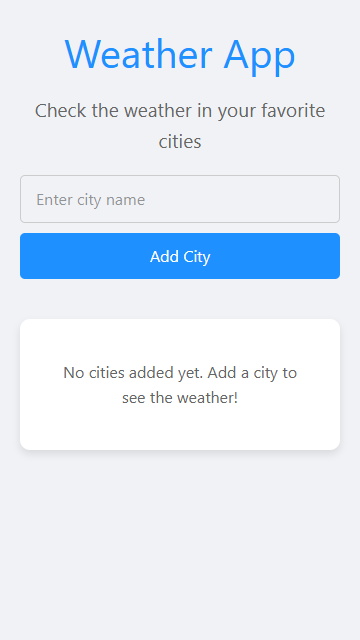 Weather App
Check the weather in your favorite
cities
Enter city name
Add City
No cities added yet. Add a city to
see the weather!